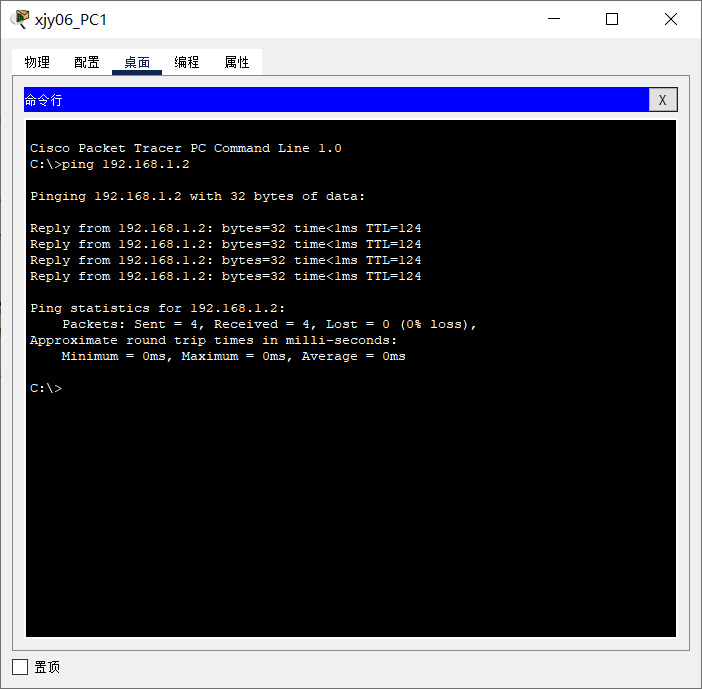 xjy06_PC1
物理 配置 桌面 编程 属性
命令行 X
Cisco Packet Tracer PC Command Line 1.0
C:\>ping 192.168.1.2
Pinging 192.168.1.2 with 32 bytes of data:
Reply from 192.168.1.2: bytes=32 time<1ms TTL=124
Reply from 192.168.1.2: bytes=32 time<1ms TTL=124
Reply from 192.168.1.2: bytes=32 time<1ms TTL=124
Reply from 192.168.1.2: bytes=32 time<1ms TTL=124
Ping statistics for 192.168.1.2:
Packets: Sent = 4, Received = 4, Lost = 0 (0% loss),
Approximate round trip times in milli-seconds:
Minimum = 0ms, Maximum = 0ms, Average = 0ms
C:\>
置顶